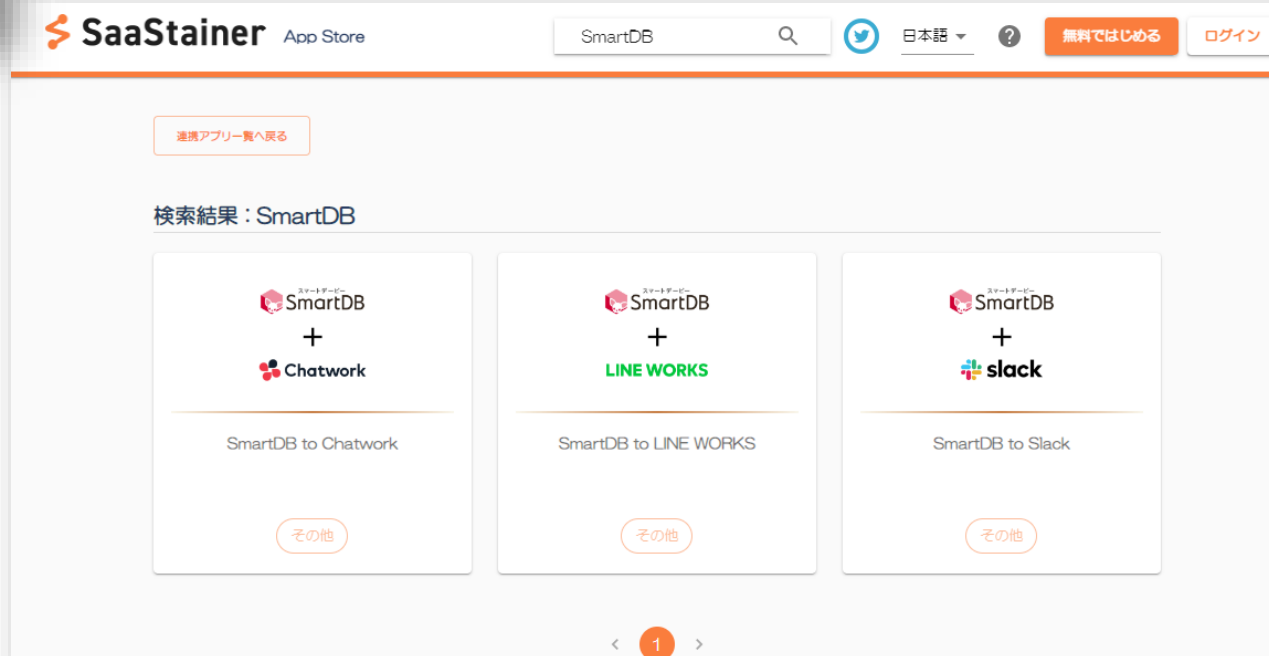 SaaStainer App Store SmartDB 日本語 無料ではじめる ログイン
連携アプリ一覧へ戻る
検索結果：SmartDB
スマートデービー スマートデービー スマートデービー
SmartDB SmartDB SmartDB
+ + +
Chatwork LINE WORKS slack
SmartDB to Chatwork SmartDB to LINE WORKS SmartDB to Slack
その他 その他 その他
< 1 >